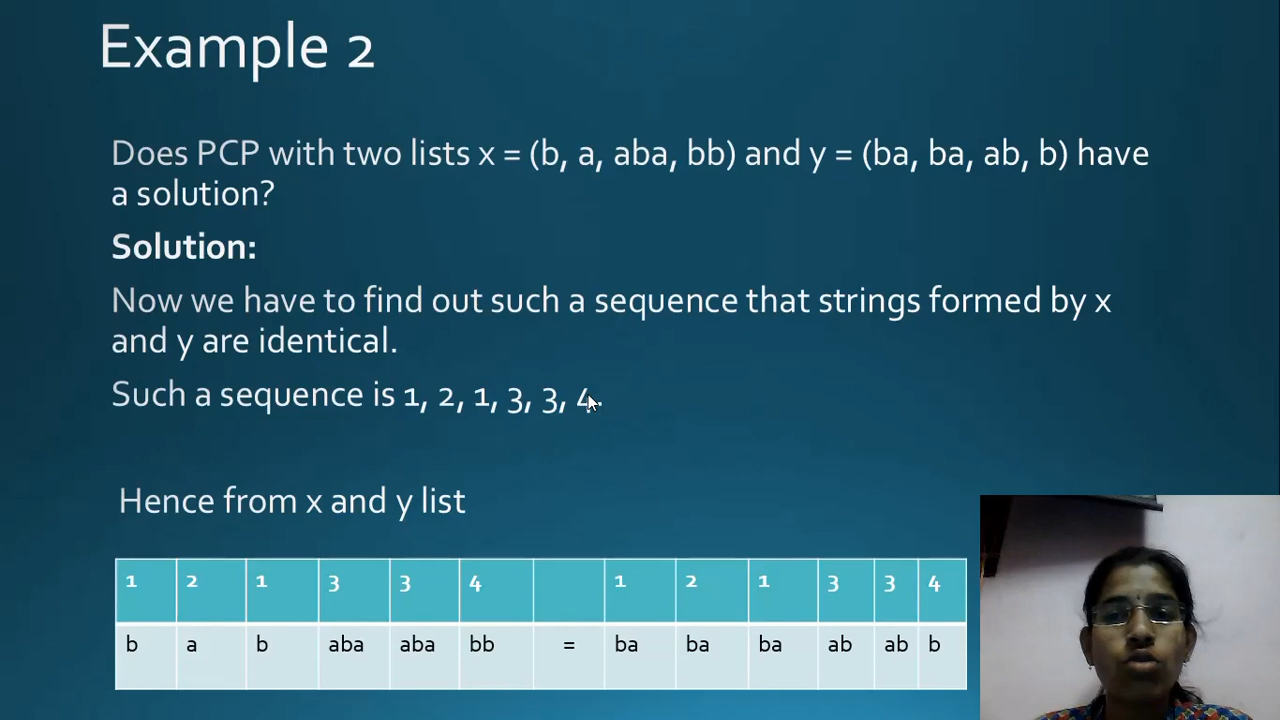 Example 2
Does PCP with two lists x = (b, a, aba, bb) and y = (ba, ba, ab, b) have
a solution?
Solution:
Now we have to find out such a sequence that strings formed by x
and y are identical.
Such a sequence is 1, 2, 1, 3, 3, 4.
Hence from x and y list
1 2 1 3 3 4 1 2 1 3 3 4
b a b aba aba bb = ba ba ba ab ab b